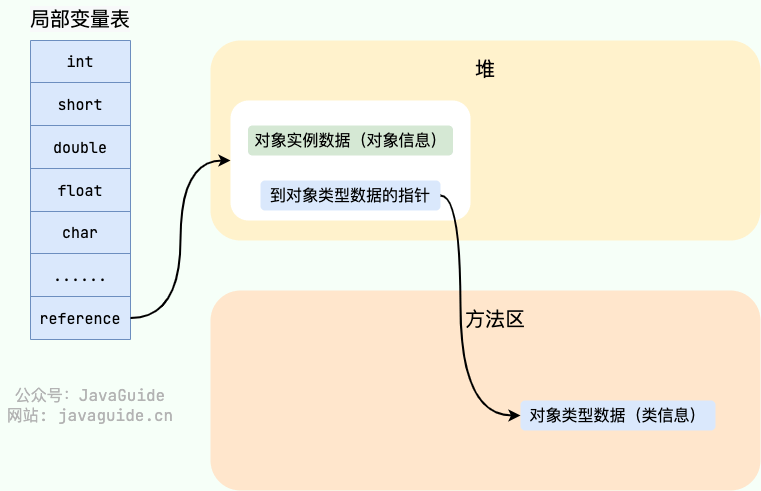 局部变量表
int
short
double
float
char
......
reference
堆
对象实例数据（对象信息）
到对象类型数据的指针
方法区
对象类型数据（类信息）
公众号：JavaGuide
网站: javaguide.cn